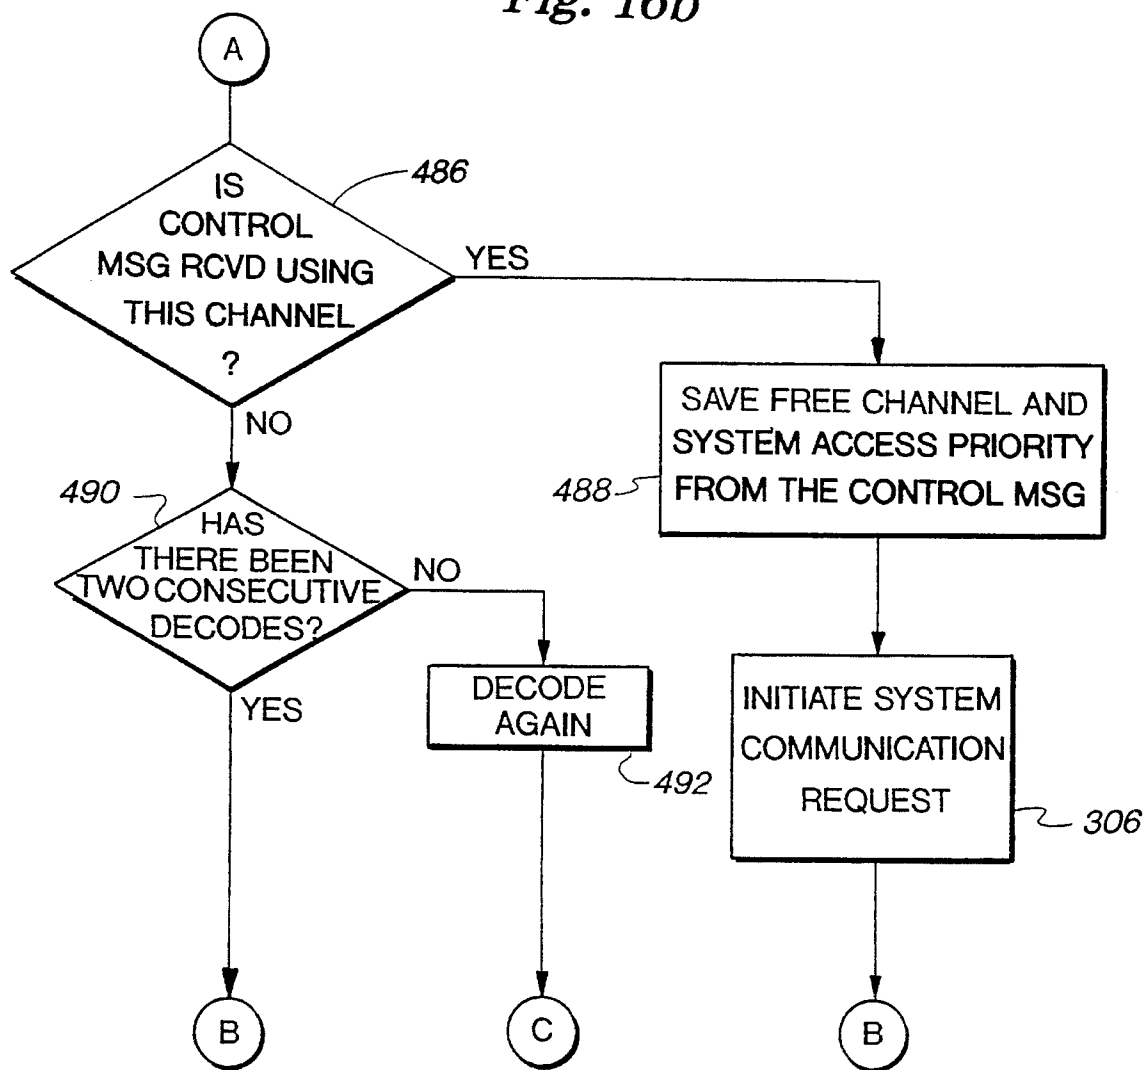 Fig. 16b
A
IS
CONTROL
MSG RCVD USING
THIS CHANNEL
?
486
YES
NO
SAVE FREE CHANNEL AND
SYSTEM ACCESS PRIORITY
FROM THE CONTROL MSG
488
490
HAS
THERE BEEN
TWO CONSECUTIVE
DECODES?
NO
YES
DECODE
AGAIN
492
INITIATE SYSTEM
COMMUNICATION
REQUEST
306
B
C
B